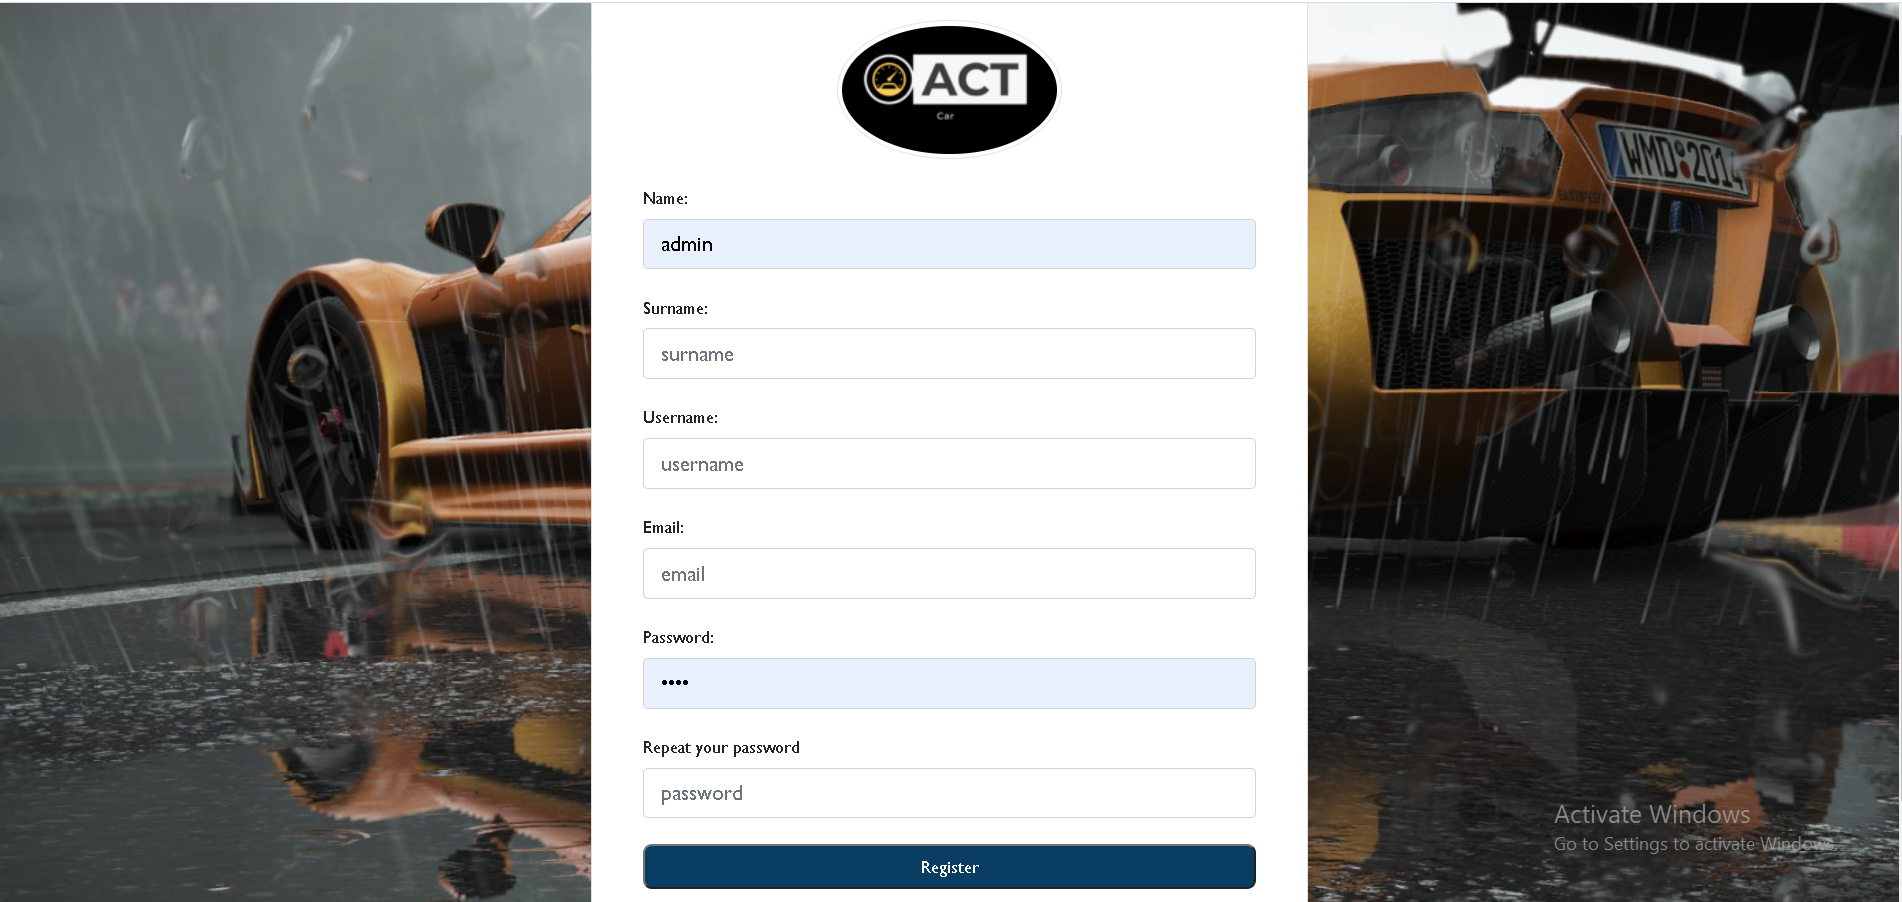 ACT
Car
WMD 201
Name:
admin
Surname:
surname
Username:
username
Email:
email
Password:
••••
Repeat your password
password
Register
Activate Windows
Go to Settings to activate Windows.